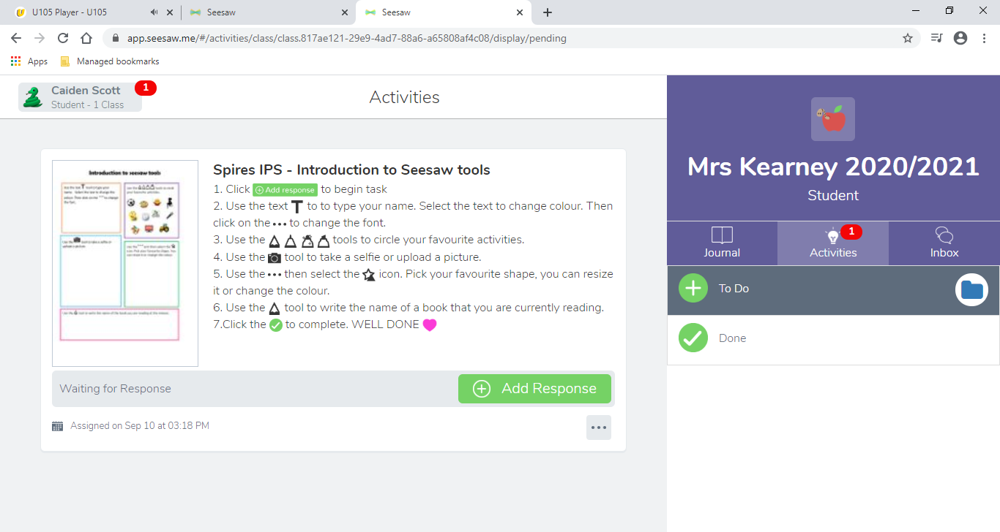 U105 Player - U105
Seesaw
Seesaw
app.seesaw.me/#/activities/class/class.817ae121-29e9-4ad7-88a6-a65808af4c08/display/pending
Apps
Managed bookmarks
Caiden Scott
Student - 1 Class
1
Activities
Introduction to seesaw tools
Spires IPS - Introduction to Seesaw tools
1. Click Add response to begin task
2. Use the text T to to type your name. Select the text to change colour. Then
click on the ••• to change the font.
3. Use the tools to circle your favourite activities.
4. Use the tool to take a selfie or upload a picture.
5. Use the ••• then select the icon. Pick your favourite shape, you can resize
it or change the colour.
6. Use the tool to write the name of a book that you are currently reading.
7.Click the to complete. WELL DONE
Waiting for Response
Add Response
Assigned on Sep 10 at 03:18 PM
Mrs Kearney 2020/2021
Student
Journal
Activities
1
Inbox
To Do
Done